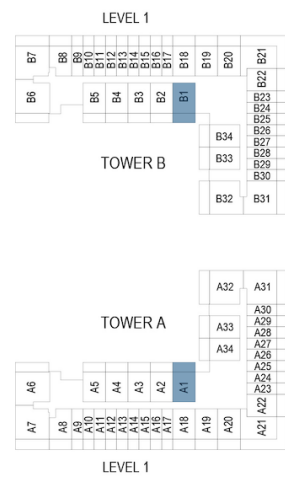 LEVEL 1
B7 B8 B9 B10 B11 B12 B13 B14 B15 B16 B17 B18 B19 B20 B21
B22
B6 B5 B4 B3 B2 B1 B23
B24
B25
B34 B26
B27
B33 B28
B29
B30
TOWER B
B32 B31
A32 A31
A30
TOWER A
A33 A29
A28
A34 A27
A26
A25
A6 A5 A4 A3 A2 A1 A24
A23
A22
A7 A8 A9 A10 A11 A12 A13 A14 A15 A16 A17 A18 A19 A20 A21
LEVEL 1